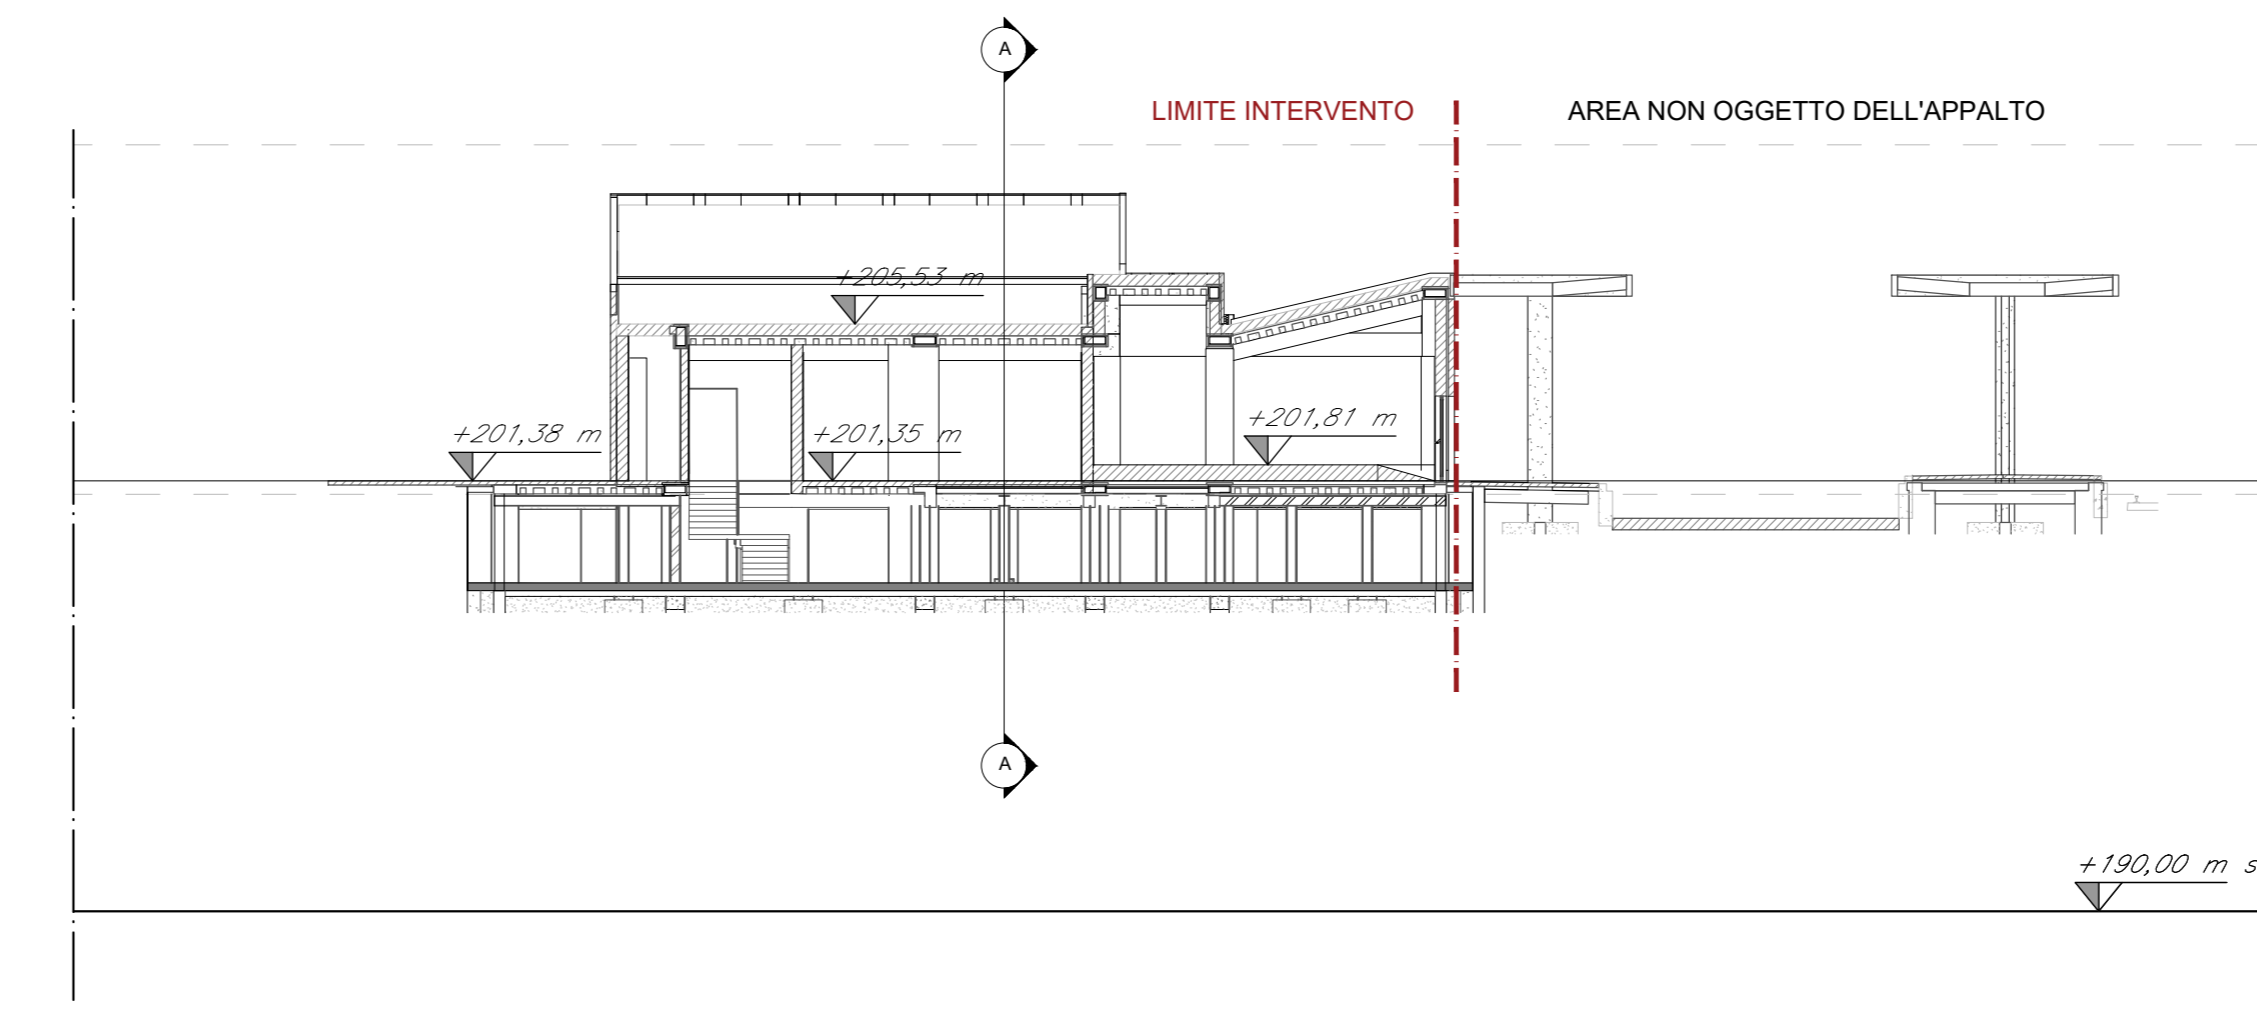 A
LIMITE INTERVENTO
AREA NON OGGETTO DELL'APPALTO
+205,53 m
+201,38 m
+201,35 m
+201,81 m
A
+190,00 m s